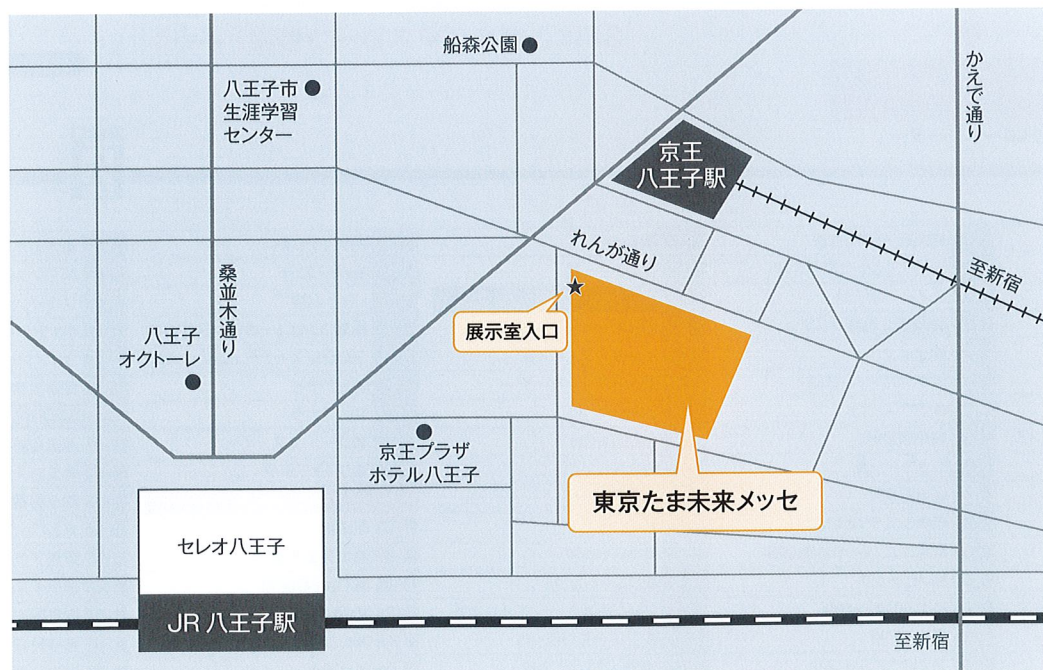 船森公園
八王子市
生涯学習
センター
かえで通り
京王
八王子駅
れんが通り
至新宿
桑並木通り
展示室入口
八王子
オクトーレ
京王プラザ
ホテル八王子
東京たま未来メッセ
セレオ八王子
JR 八王子駅
至新宿